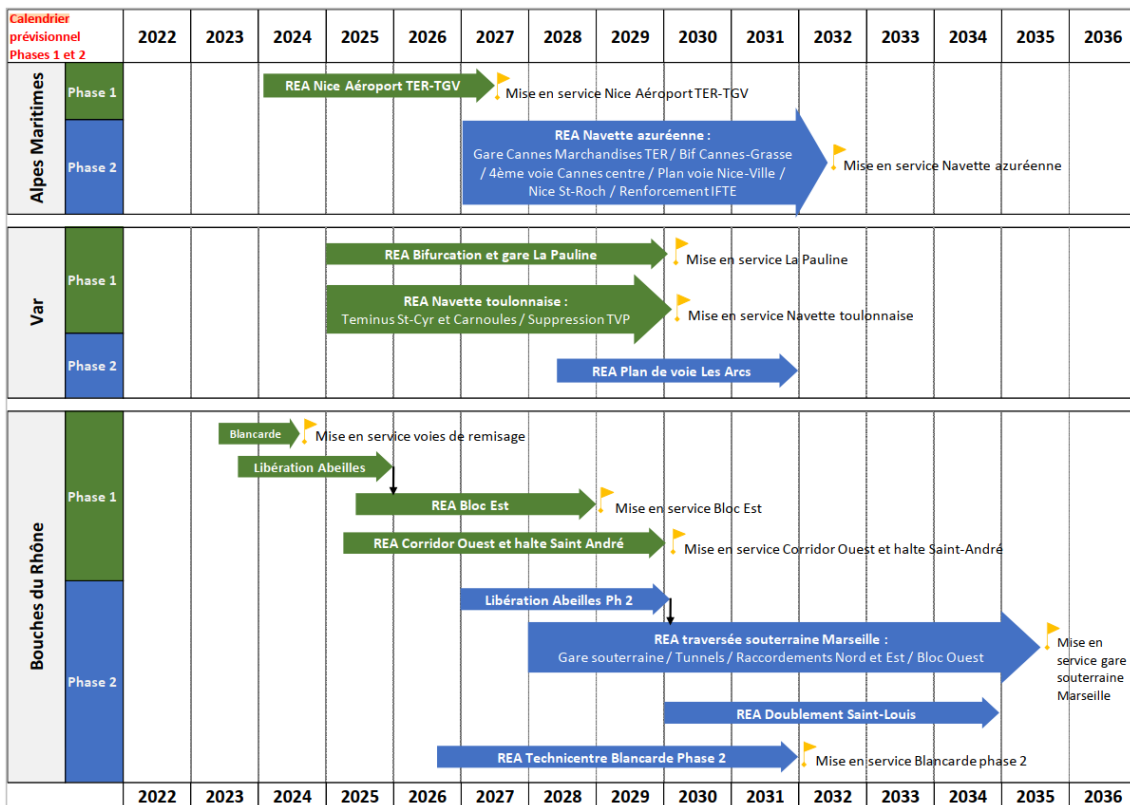 Calendrier
prévisionnel
Phases 1 et 2
2022 2023 2024 2025 2026 2027 2028 2029 2030 2031 2032 2033 2034 2035 2036
Alpes Maritimes
Phase 1
REA Nice Aéroport TER-TGV
Mise en service Nice Aéroport TER-TGV
Phase 2
REA Navette azuréenne :
Gare Cannes Marchandises TER / Bif Cannes-Grasse
/ 4ème voie Cannes centre / Plan voie Nice-Ville /
Nice St-Roch / Renforcement IFTE
Mise en service Navette azuréenne
Var
Phase 1
REA Bifurcation et gare La Pauline
Mise en service La Pauline
REA Navette toulonnaise :
Teminus St-Cyr et Carnoules / Suppression TVP
Mise en service Navette toulonnaise
Phase 2
REA Plan de voie Les Arcs
Bouches du Rhône
Phase 1
Blancarde
Mise en service voies de remisage
Libération Abeilles
REA Bloc Est
Mise en service Bloc Est
REA Corridor Ouest et halte Saint André
Mise en service Corridor Ouest et halte Saint-André
Phase 2
Libération Abeilles Ph 2
REA traversée souterraine Marseille :
Gare souterraine / Tunnels / Raccordements Nord et Est / Bloc Ouest
Mise en
service gare
souterraine
Marseille
REA Doublement Saint-Louis
REA Technicentre Blancarde Phase 2
Mise en service Blancarde phase 2
2022 2023 2024 2025 2026 2027 2028 2029 2030 2031 2032 2033 2034 2035 2036